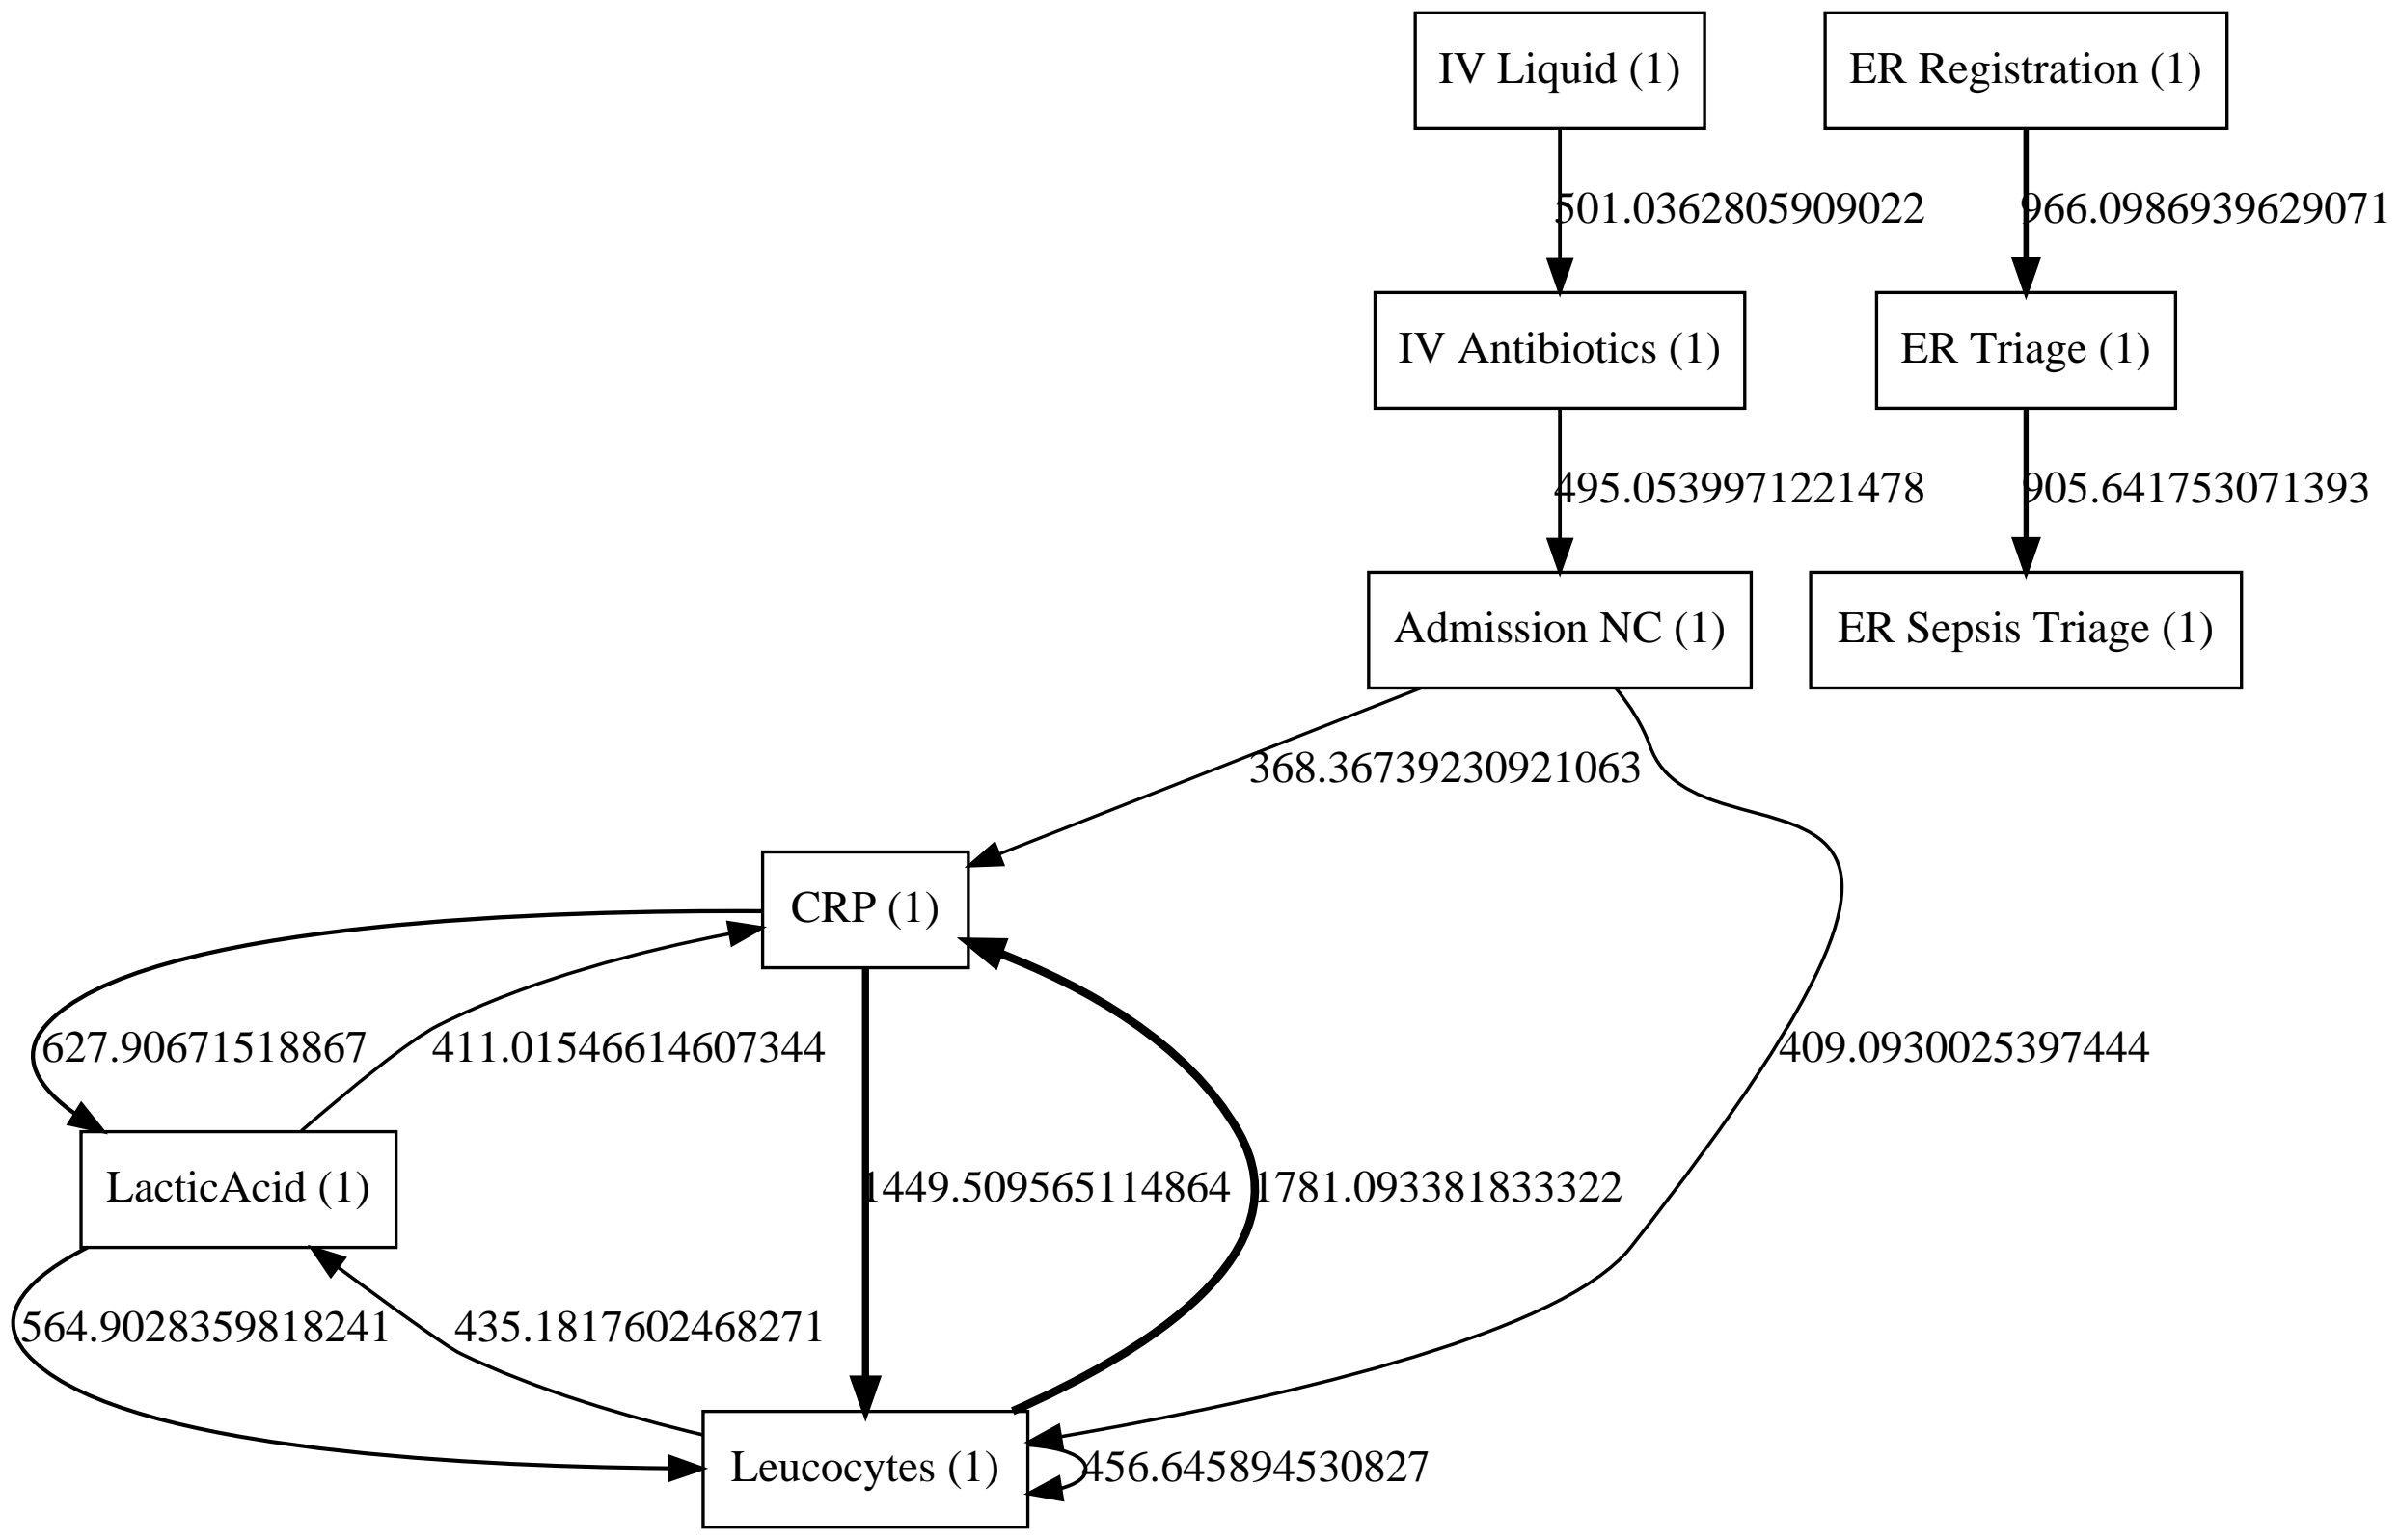 IV Liquid (1)
ER Registration (1)
501.0362805909022
966.0986939629071
IV Antibiotics (1)
ER Triage (1)
495.0539971221478
905.641753071393
Admission NC (1)
ER Sepsis Triage (1)
368.36739230921063
CRP (1)
627.90671518867
411.01546614607344
409.0930025397444
LacticAcid (1)
1449.509565114864
1781.093381833322
564.9028359818241
435.1817602468271
Leucocytes (1)
456.645894530827